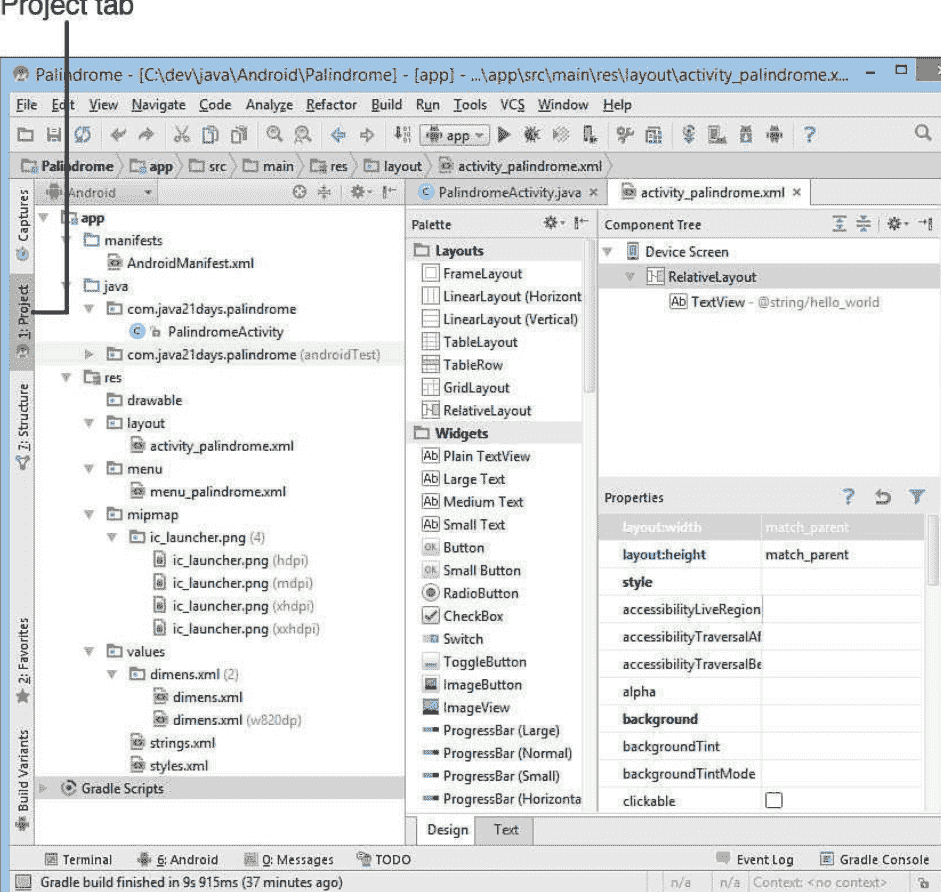 Project tab
Palindrome - [C:\dev\java\Android\Palindrome] - [app] - ...\app\src\main\res\layout\activity_palindrome.x...
File Edit View Navigate Code Analyze Refactor Build Run Tools VCS Window Help
app
Palindrome app src main res layout activity_palindrome.xml
Captures
1: Project
7: Structure
2: Favorites
Build Variants
Android
app
manifests
AndroidManifest.xml
java
com.java21days.palindrome
PalindromeActivity
com.java21days.palindrome (androidTest)
res
drawable
layout
activity_palindrome.xml
menu
menu_palindrome.xml
mipmap
ic_launcher.png (4)
ic_launcher.png (hdpi)
ic_launcher.png (mdpi)
ic_launcher.png (xhdpi)
ic_launcher.png (xxhdpi)
values
dimens.xml (2)
dimens.xml
dimens.xml (w820dp)
strings.xml
styles.xml
Gradle Scripts
PalindromeActivity.java
activity_palindrome.xml
Palette
Layouts
FrameLayout
LinearLayout (Horizont
LinearLayout (Vertical)
TableLayout
TableRow
GridLayout
RelativeLayout
Widgets
Ab Plain TextView
Ab Large Text
Ab Medium Text
Ab Small Text
OK Button
OK Small Button
RadioButton
CheckBox
Switch
ToggleButton
ImageButton
ImageView
ProgressBar (Large)
ProgressBar (Normal)
ProgressBar (Small)
ProgressBar (Horizonta
Design Text
Component Tree
Device Screen
RelativeLayout
Ab TextView - @string/hello_world
Properties
layout:width match_parent
layout:height match_parent
style
accessibilityLiveRegion
accessibilityTraversalAf
accessibilityTraversalBe
alpha
background
backgroundTint
backgroundTintMode
clickable
Terminal 6: Android 0: Messages TODO Event Log Gradle Console
Gradle build finished in 9s 915ms (37 minutes ago) n/a n/a Context: <no context>